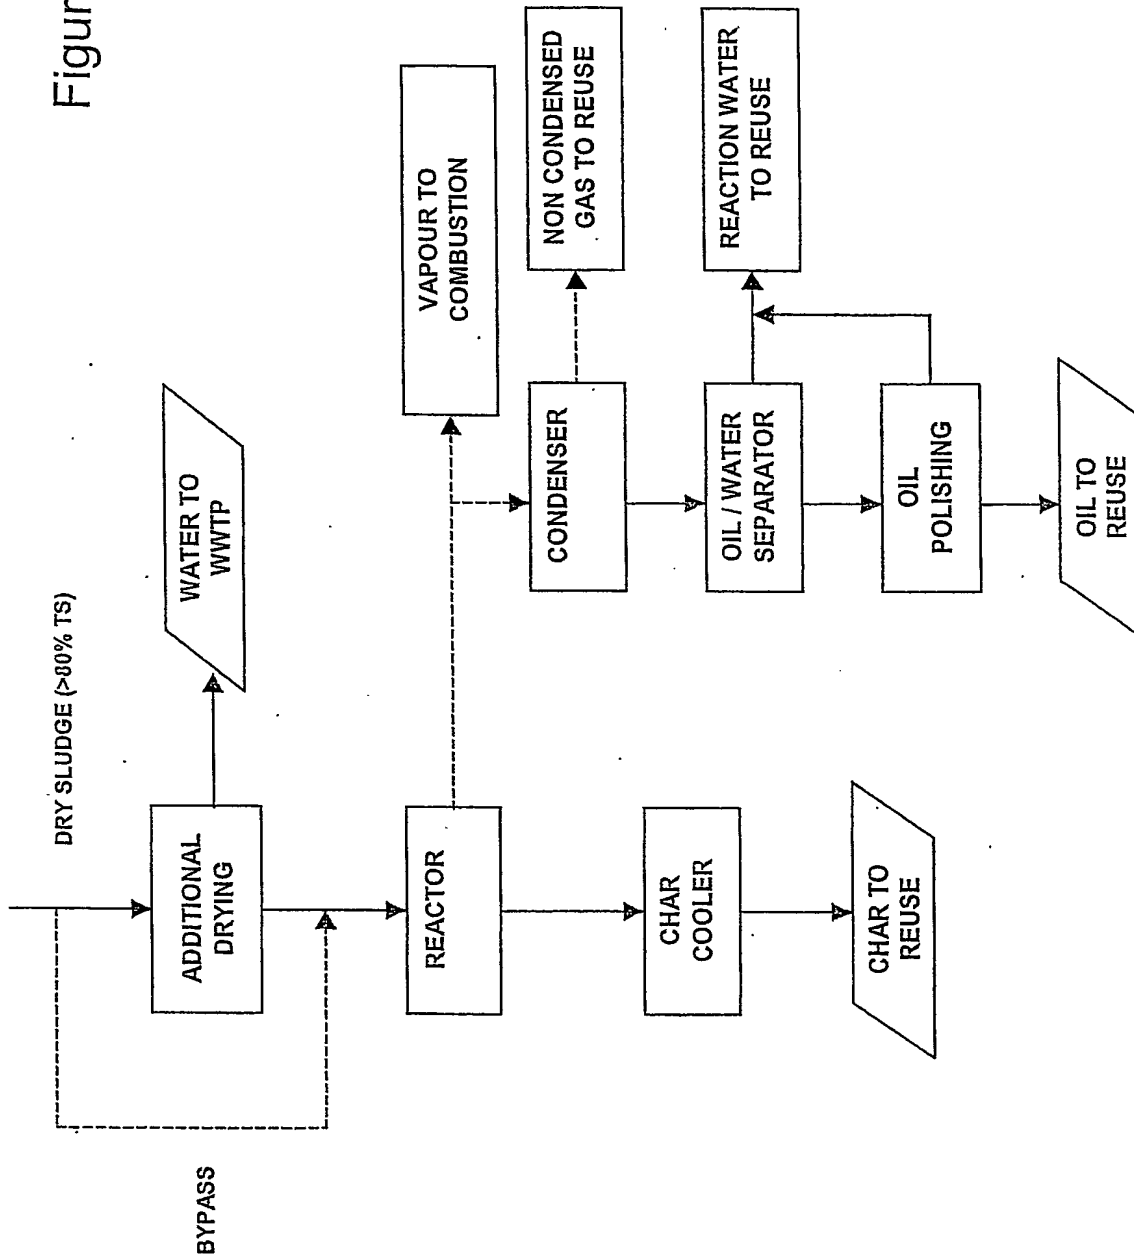 Figur
DRY SLUDGE (>80% TS)
BYPASS
ADDITIONAL
DRYING
WATER TO
WWTP
REACTOR
VAPOUR TO
COMBUSTION
CONDENSER
NON CONDENSED
GAS TO REUSE
CHAR
COOLER
OIL / WATER
SEPARATOR
REACTION WATER
TO REUSE
CHAR TO
REUSE
OIL
POLISHING
OIL TO
REUSE